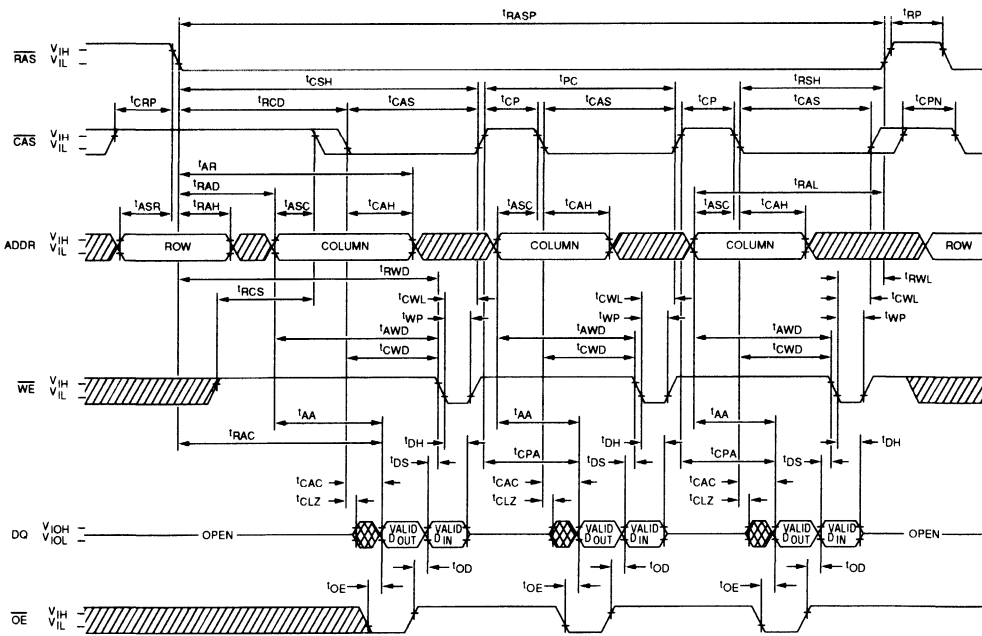 tRASP tRP
RAS VIH VIL
tCSH tPC tRSH
tCRP tRCD tCAS tCP tCAS tCP tCAS tCPN
CAS VIH VIL
tAR
tRAD tRAL
tASR tRAH tASC tCAH tASC tCAH tASC tCAH
ADDR VIH VIL ROW COLUMN COLUMN COLUMN ROW
tRWD tRWL
tRCS tCWL tCWL tCWL
tWP tWP tWP
tAWD tAWD tAWD
tCWD tCWD tCWD
WE VIH VIL
tAA tAA tAA
tRAC tDH tDH tDH
tDS tCPA tDS tCPA tDS
tCAC tCAC tCAC
tCLZ tCLZ tCLZ
DQ VIOH VIOL OPEN VALID DOUT VALID DIN VALID DOUT VALID DIN VALID DOUT VALID DIN OPEN
tOD tOD tOD
tOE tOE tOE
OE VIH VIL